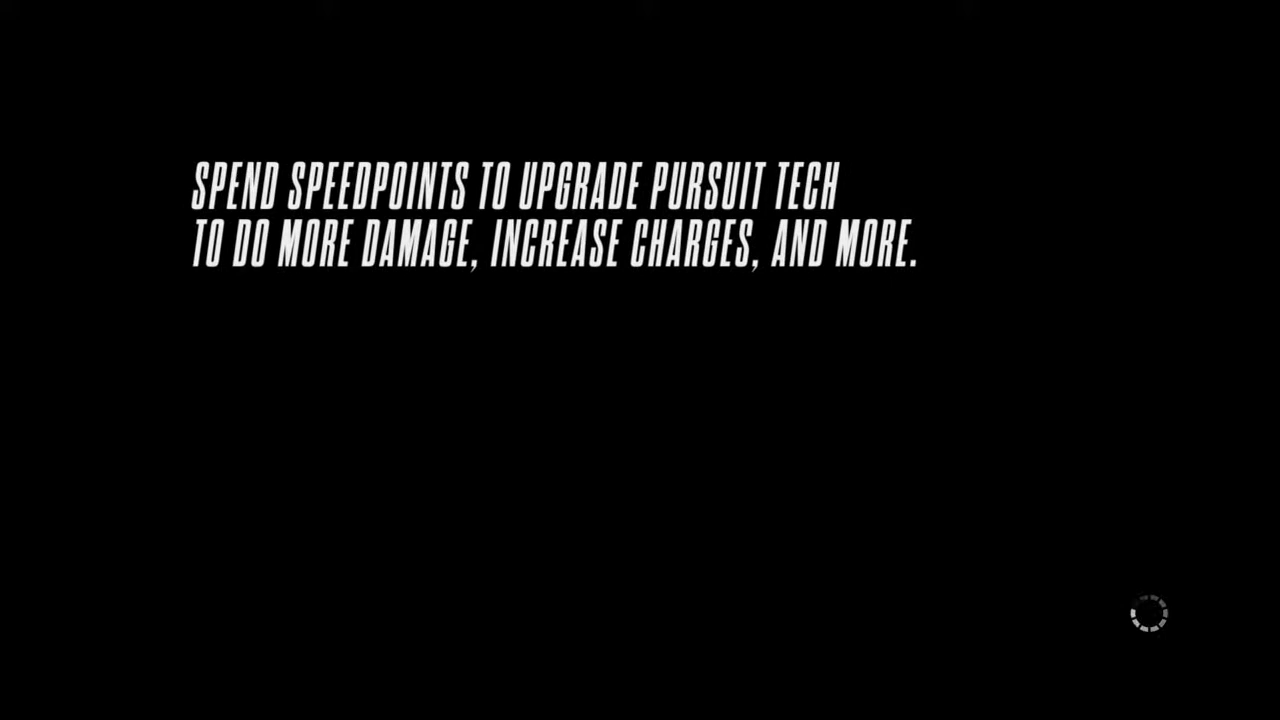 SPEND SPEEDPOINTS TO UPGRADE PURSUIT TECH
TO DO MORE DAMAGE, INCREASE CHARGES, AND MORE.